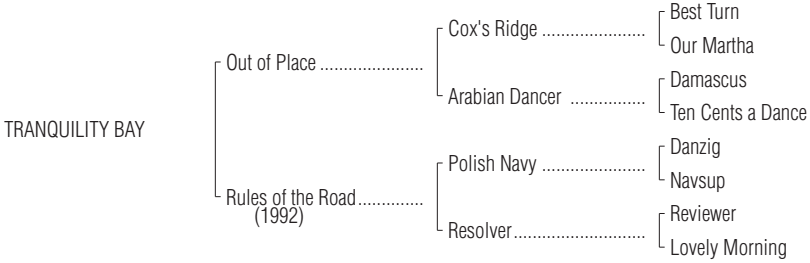 Best Turn
Cox's Ridge ......................
Our Martha
Out of Place ......................
Damascus
Arabian Dancer ................
Ten Cents a Dance
TRANQUILITY BAY
Danzig
Polish Navy ......................
Navsup
Rules of the Road..............
(1992)
Reviewer
Resolver............................
Lovely Morning